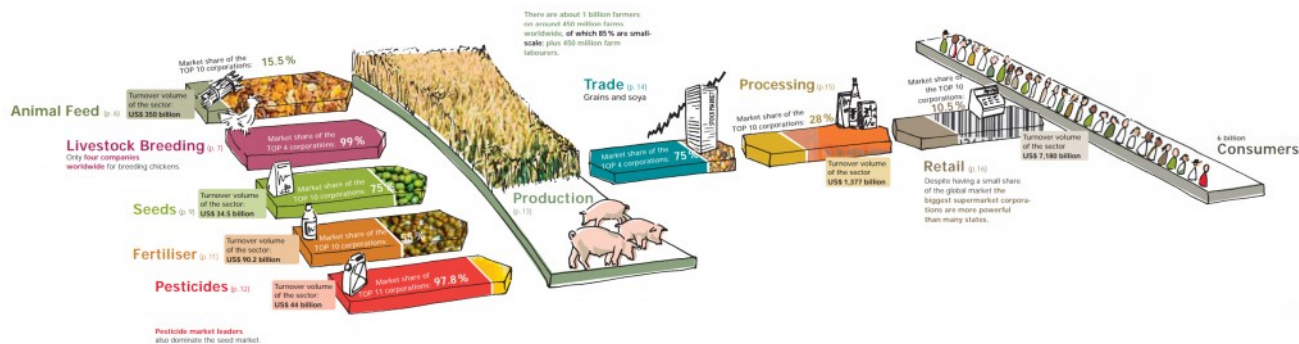 There are about 1 billion farmers
on around 450 million farms
worldwide, of which 85% are small-
scale; plus 450 million farm
labourers.
Market share of the
TOP 10 corporations: 15.5%
Animal Feed (p. 6)
Turnover volume
of the sector:
US$ 350 billion
Livestock Breeding (p. 7)
Only four companies
worldwide for breeding chickens.
Market share of the
TOP 4 corporations: 99%
Seeds (p. 9)
Turnover volume
of the sector:
US$ 34.5 billion
Market share of the
TOP 10 corporations: 75%
Fertiliser (p. 11)
Turnover volume
of the sector:
US$ 90.2 billion
Market share of the
TOP 10 corporations: 55%
Pesticides (p. 12)
Turnover volume
of the sector:
US$ 44 billion
Market share of
TOP 11 corporations: 97.8%
Pesticide market leaders
also dominate the seed market.
Production
(p. 13)
Trade (p. 14)
Grains and soya
STOCK MARKET
Market share of the
TOP 4 corporations: 75%
Processing (p. 15)
Market share of the
TOP 10 corporations: 28%
Turnover volume
of the sector:
US$ 1,377 billion
Market share of
the TOP 10
corporations:
10.5%
Turnover volume
of the sector
US$ 7,180 billion
Retail (p. 16)
Despite having a small share
of the global market the
biggest supermarket corpora-
tions are more powerful
than many states.
6 billion
Consumers